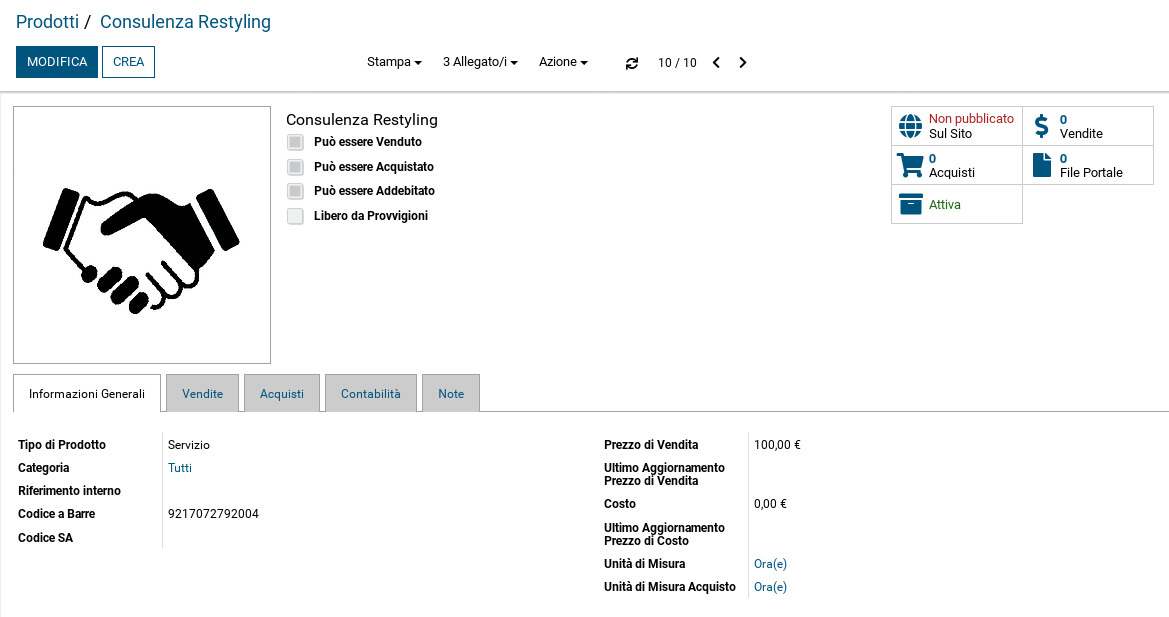 Prodotti / Consulenza Restyling
MODIFICA CREA Stampa 3 Allegato/i Azione 10 / 10
Consulenza Restyling
Può essere Venduto
Può essere Acquistato
Può essere Addebitato
Libero da Provvigioni
Non pubblicato
Sul Sito
0
Vendite
0
Acquisti
0
File Portale
Attiva
Informazioni Generali Vendite Acquisti Contabilità Note
Tipo di Prodotto Servizio
Categoria Tutti
Riferimento interno
Codice a Barre 9217072792004
Codice SA
Prezzo di Vendita 100,00 €
Ultimo Aggiornamento
Prezzo di Vendita
Costo 0,00 €
Ultimo Aggiornamento
Prezzo di Costo
Unità di Misura Ora(e)
Unità di Misura Acquisto Ora(e)